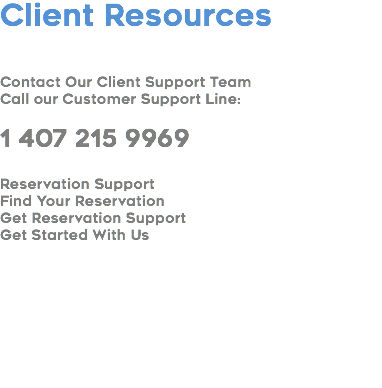 Client Resources
Contact Our Client Support Team
Call our Customer Support Line:
1 407 215 9969
Reservation Support
Find Your Reservation
Get Reservation Support
Get Started With Us